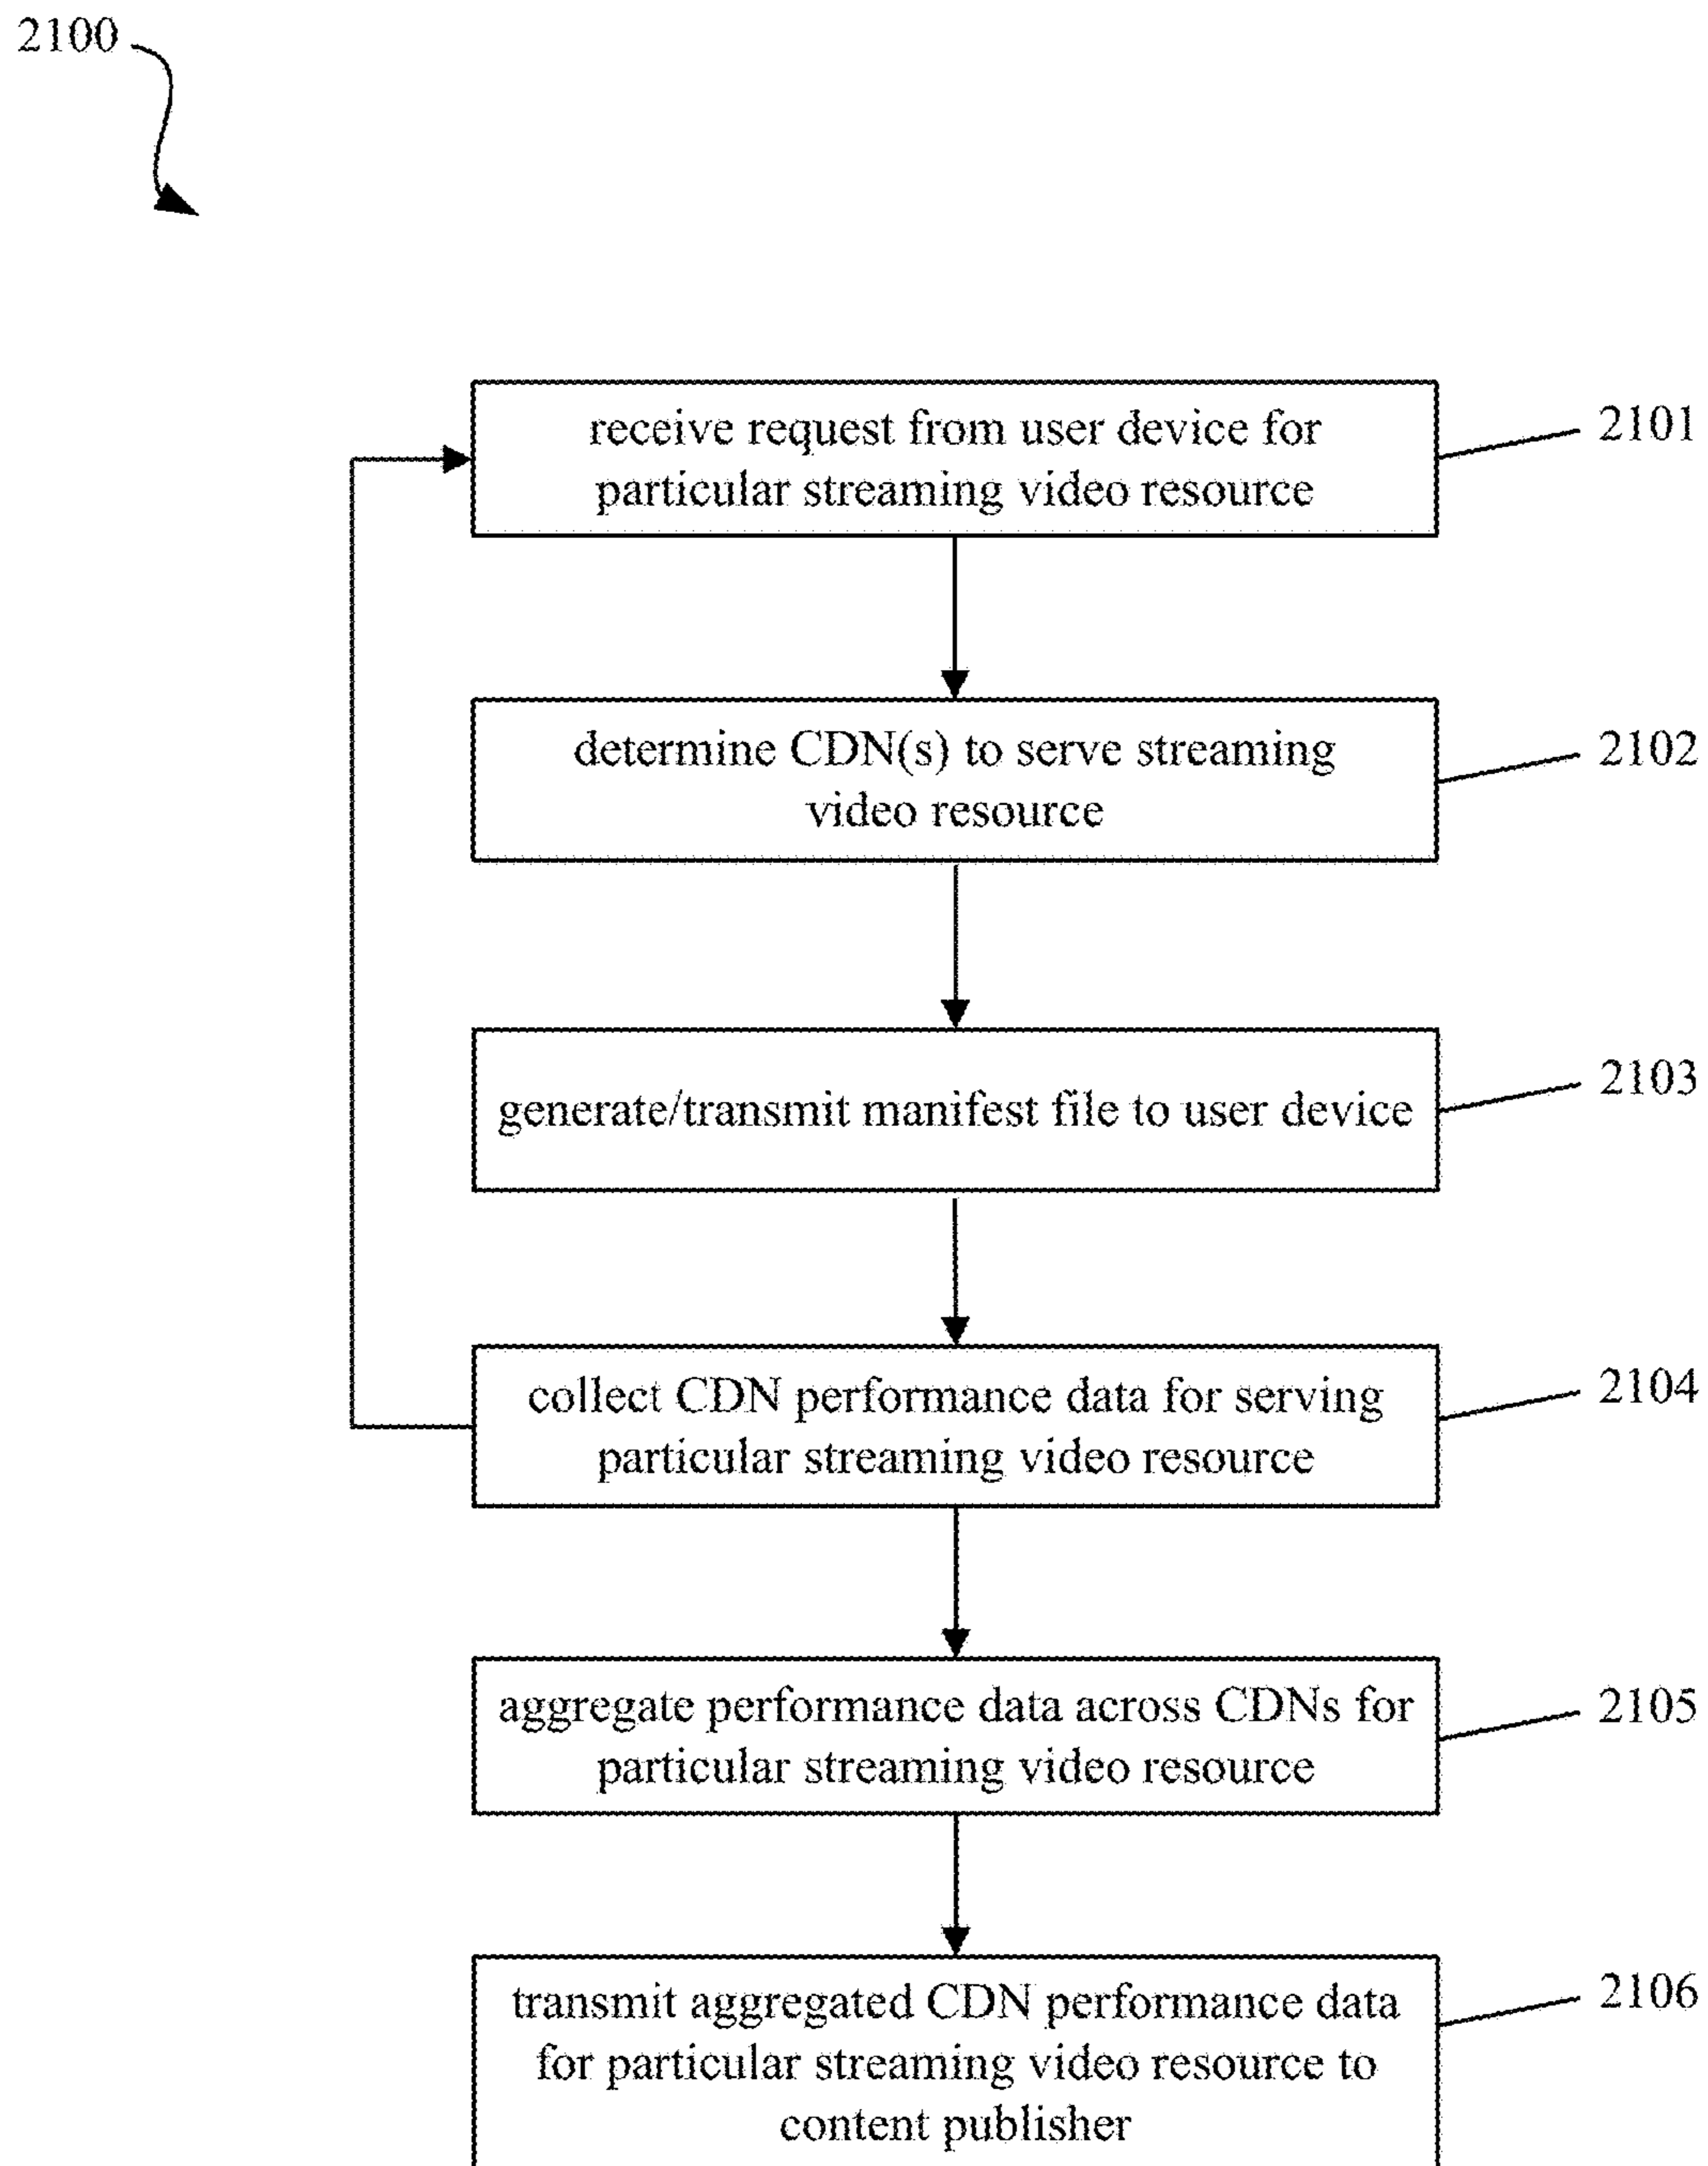 2100
receive request from user device for
particular streaming video resource
2101
determine CDN(s) to serve streaming
video resource
2102
generate/transmit manifest file to user device
2103
collect CDN performance data for serving
particular streaming video resource
2104
aggregate performance data across CDNs for
particular streaming video resource
2105
transmit aggregated CDN performance data
for particular streaming video resource to
content publisher
2106